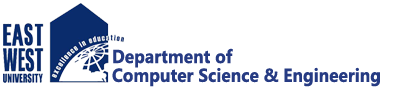 EAST
WEST
UNIVERSITY
excellence in education
Department of
Computer Science & Engineering